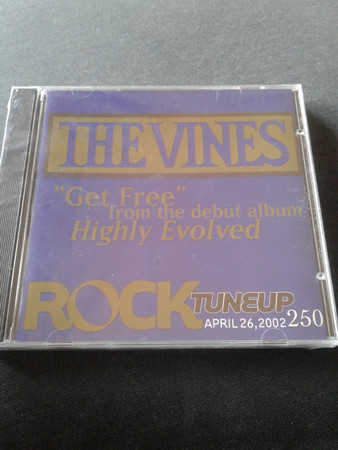 THE VINES
"Get Free"
from the debut album
Highly Evolved
ROCK TUNEUP
APRIL 26, 2002 250